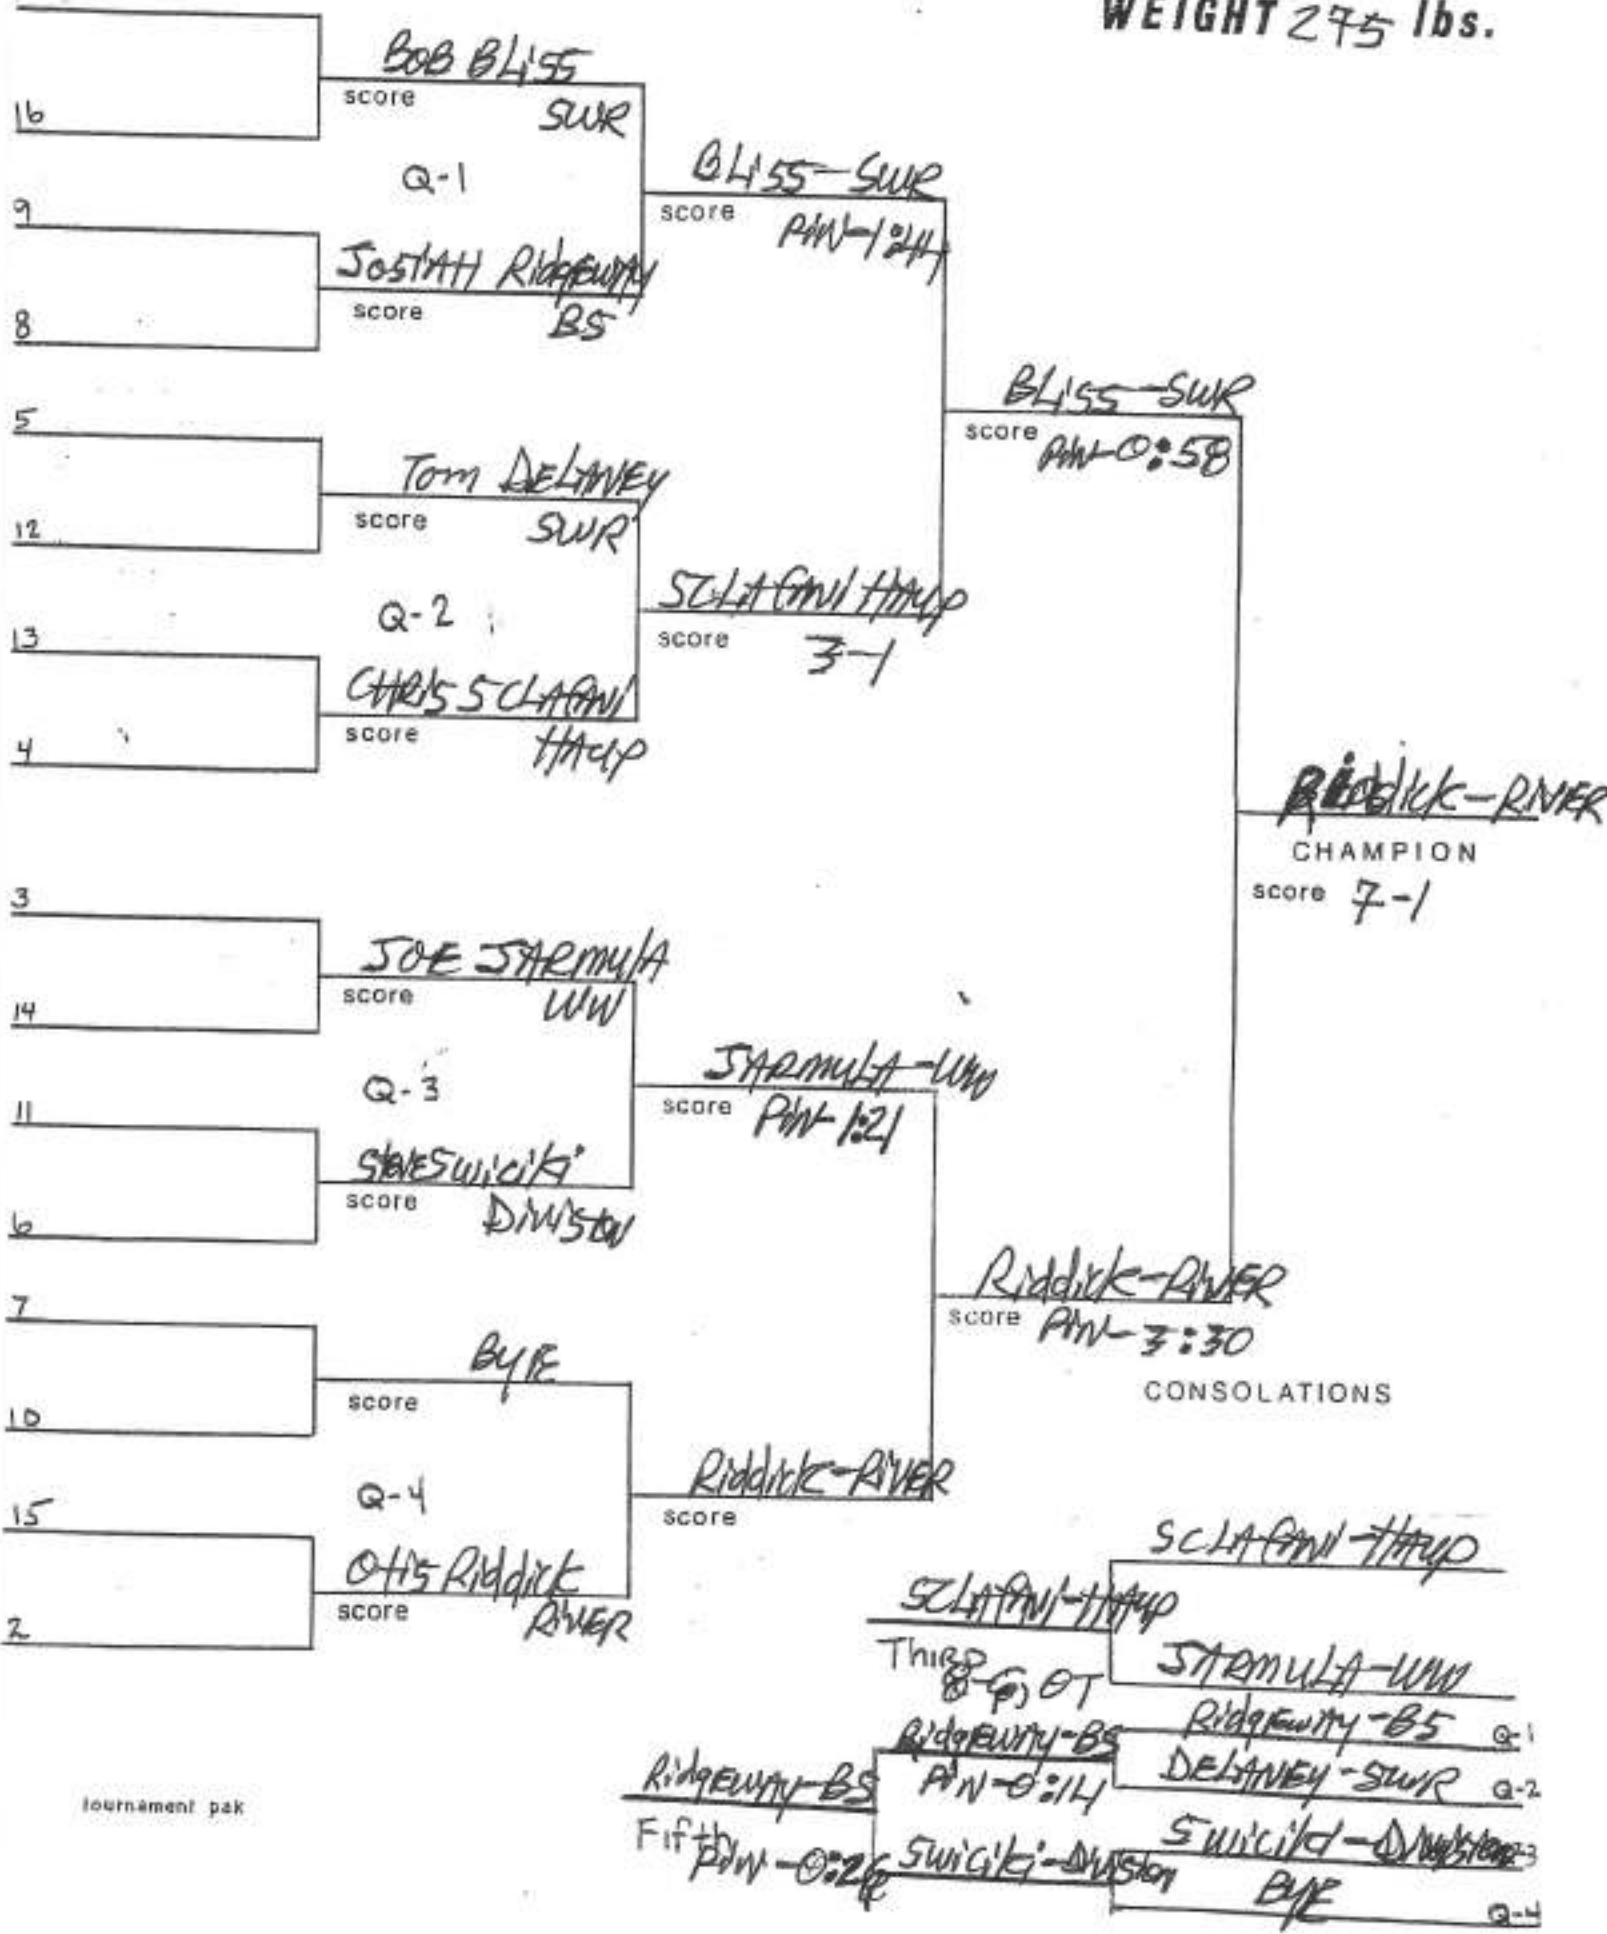 WEIGHT 275 lbs.
BOB BLiSS
score
SWR
16
Q-1
BLiSS-SWR
score
PiN-1:44
9
JOSIAH RidgEWAY
score
BS
8
BLiSS-SWR
score
PiN-0:58
5
Tom DELANEY
score
SWR
12
Q-2
SCLAFANI HAUP
score
3-1
13
CHRiS SCLAFANi
score
HAUP
4
Riddick-RiVER
CHAMPION
score 7-1
3
JOE JARMULA
score
WW
14
Q-3
JARMULA-WW
score
PiN-1:21
11
STEVE SWiCiKi
score
DiViSiON
6
Riddick-RiVER
score
PiN-3:30
CONSOLATIONS
7
BYE
score
10
Q-4
Riddick-RiVER
score
15
Otis Riddick
score
RiVER
2
SCLAFANI-HAUP
SCLAFANI-HAUP
Third
8-6, OT
JARMULA-WW
RidgEWAY-BS Q-1
RidgEWAY-BS
PiN-0:14
DELANEY-SWR Q-2
RidgEWAY-BS
Fifth
PiN-0:26
SWiCiKi-DiViSiON Q-3
SWiCiKi-DiViSiON
BYE Q-4
tournament pak